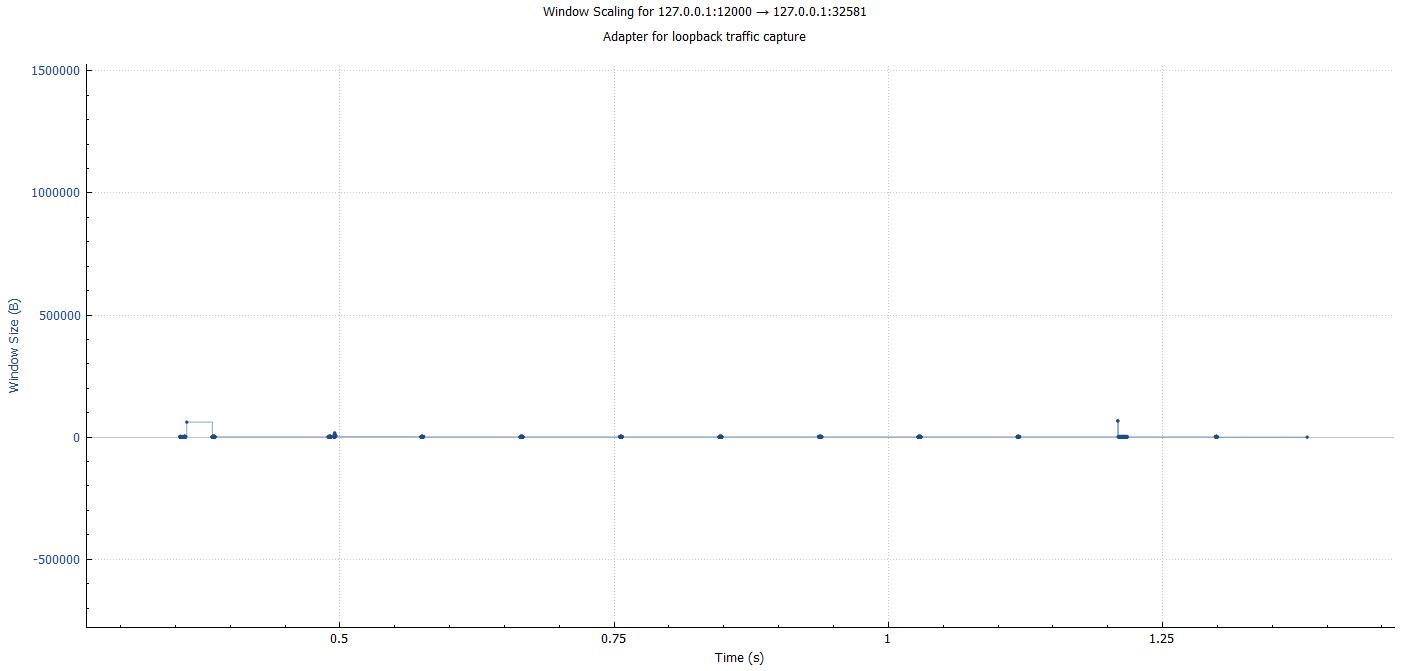 Window Scaling for 127.0.0.1:12000 → 127.0.0.1:32581
Adapter for loopback traffic capture
1500000
1000000
500000
0
-500000
Window Size (B)
0.5
0.75
1
1.25
Time (s)